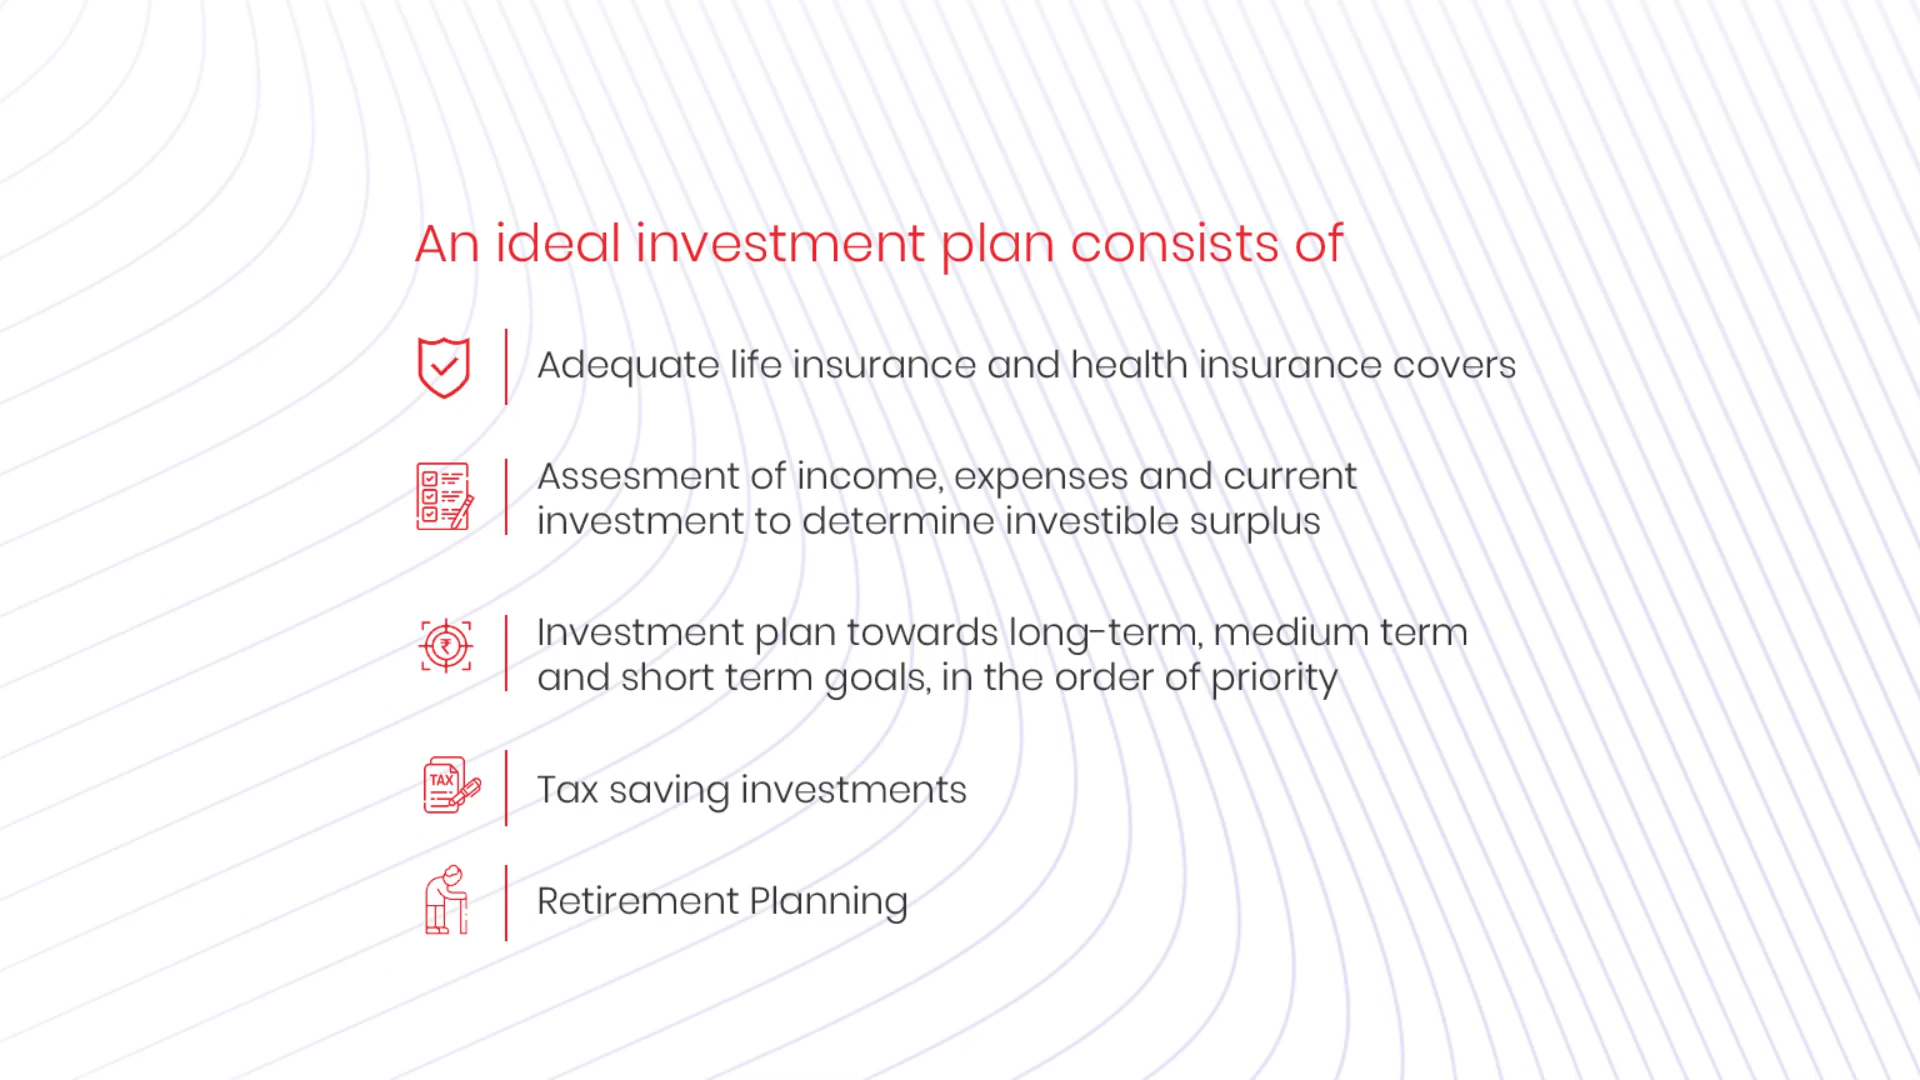 An ideal investment plan consists of
Adequate life insurance and health insurance covers
Assesment of income, expenses and current
investment to determine investible surplus
₹
Investment plan towards long-term, medium term
and short term goals, in the order of priority
TAX
Tax saving investments
Retirement Planning